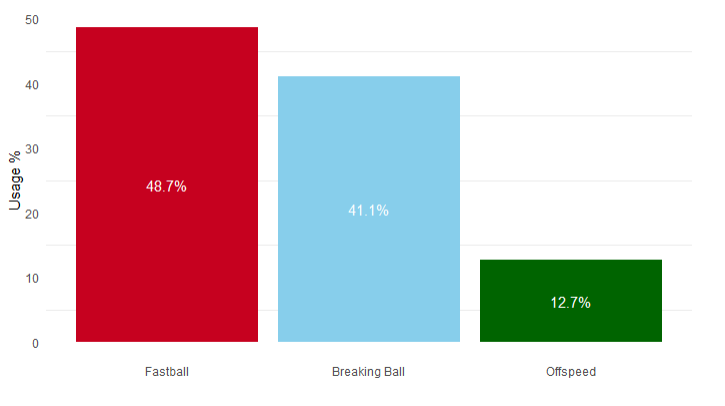 50
40
30
20
10
0
Usage %
48.7%
41.1%
12.7%
Fastball
Breaking Ball
Offspeed